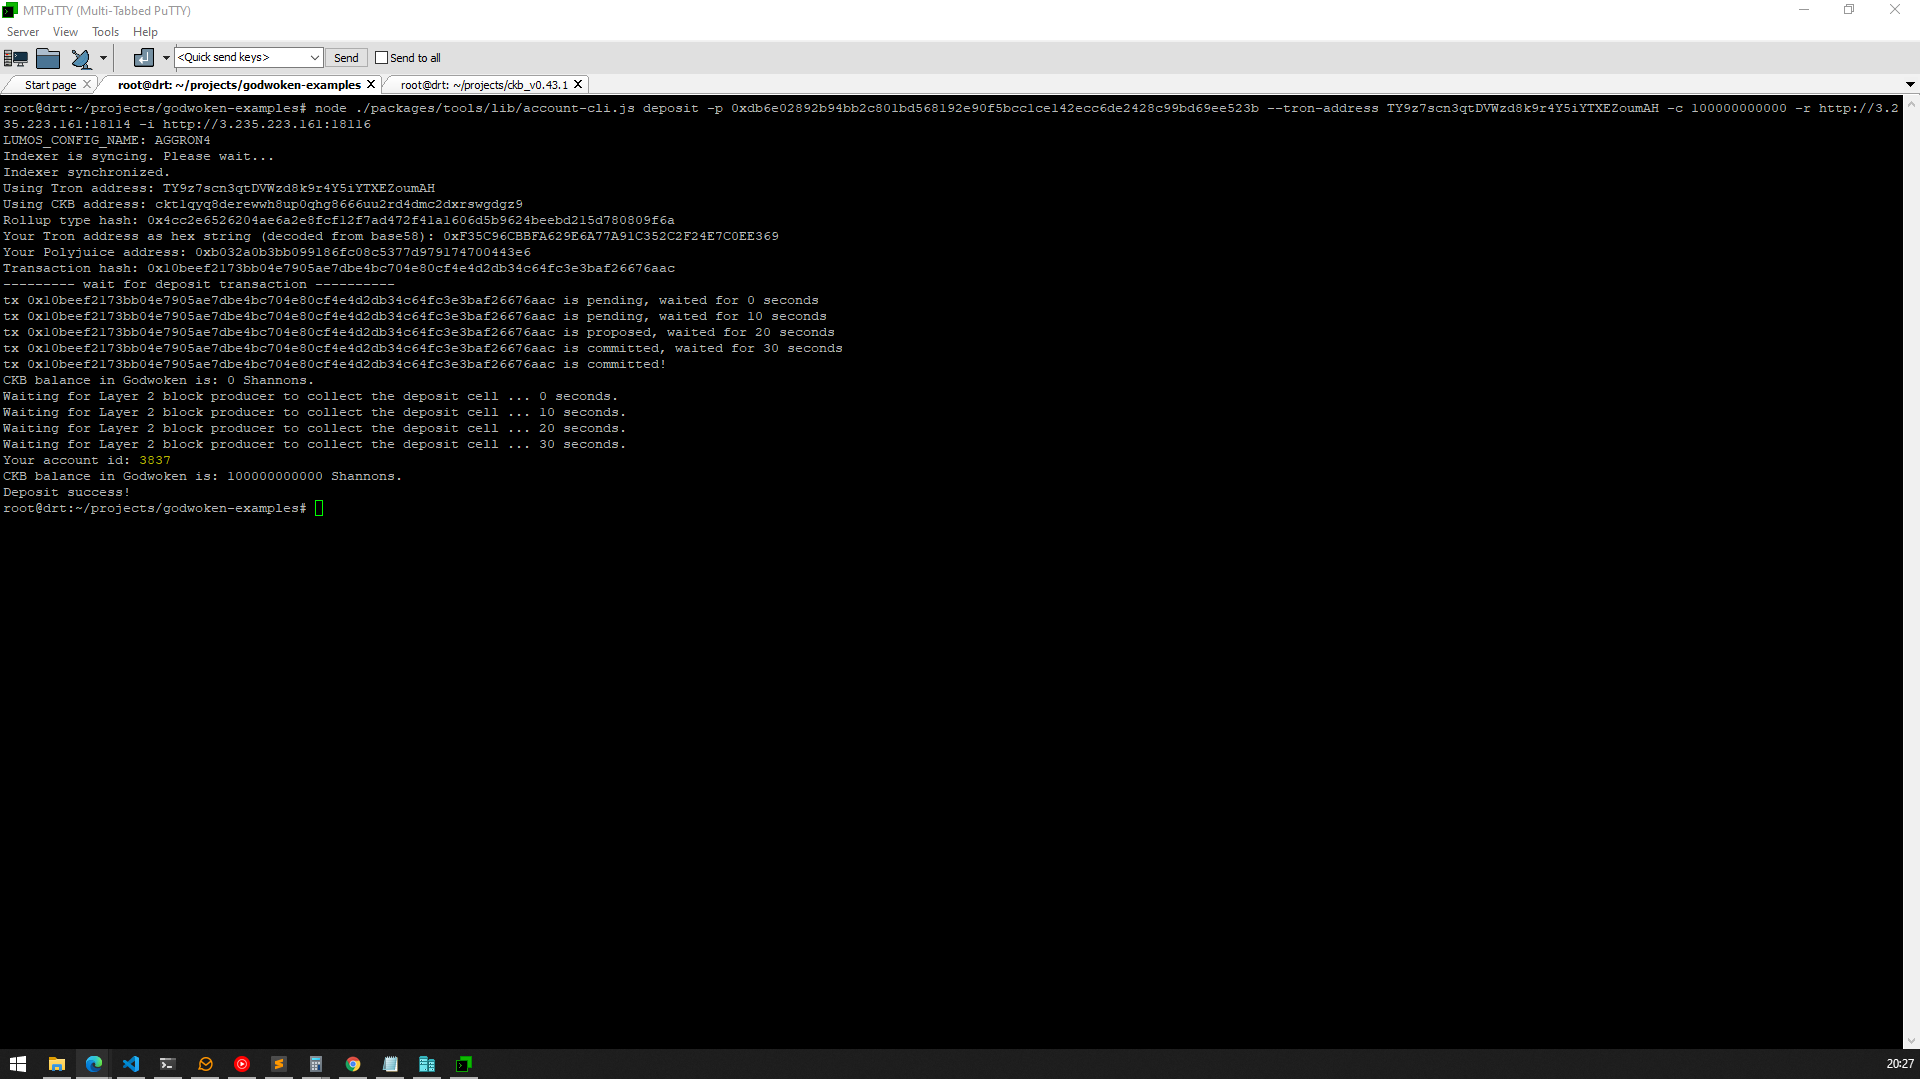 MTPuTTY (Multi-Tabbed PuTTY)
Server View Tools Help
<Quick send keys> Send Send to all
Start page root@drt: ~/projects/godwoken-examples root@drt: ~/projects/ckb_v0.43.1
root@drt:~/projects/godwoken-examples# node ./packages/tools/lib/account-cli.js deposit -p 0xdb6e02892b94bb2c801bd568192e90f5bcc1ce142ecc6de2428c99bd69ee523b --tron-address TY9z7scn3qtDVWzd8k9r4Y5iYTXEZoumAH -c 100000000000 -r http://3.2
35.223.161:18114 -i http://3.235.223.161:18116
LUMOS_CONFIG_NAME: AGGRON4
Indexer is syncing. Please wait...
Indexer synchronized.
Using Tron address: TY9z7scn3qtDVWzd8k9r4Y5iYTXEZoumAH
Using CKB address: ckt1qyq8derewwh8up0qhg8666uu2rd4dmc2dxrswgdgz9
Rollup type hash: 0x4cc2e6526204ae6a2e8fcf12f7ad472f41a1606d5b9624beebd215d780809f6a
Your Tron address as hex string (decoded from base58): 0xF35C96CBBFA629E6A77A91C352C2F24E7C0EE369
Your Polyjuice address: 0xb032a0b3bb099186fc08c5377d979174700443e6
Transaction hash: 0x10beef2173bb04e7905ae7dbe4bc704e80cf4e4d2db34c64fc3e3baf26676aac
--------- wait for deposit transaction ----------
tx 0x10beef2173bb04e7905ae7dbe4bc704e80cf4e4d2db34c64fc3e3baf26676aac is pending, waited for 0 seconds
tx 0x10beef2173bb04e7905ae7dbe4bc704e80cf4e4d2db34c64fc3e3baf26676aac is pending, waited for 10 seconds
tx 0x10beef2173bb04e7905ae7dbe4bc704e80cf4e4d2db34c64fc3e3baf26676aac is proposed, waited for 20 seconds
tx 0x10beef2173bb04e7905ae7dbe4bc704e80cf4e4d2db34c64fc3e3baf26676aac is committed, waited for 30 seconds
tx 0x10beef2173bb04e7905ae7dbe4bc704e80cf4e4d2db34c64fc3e3baf26676aac is committed!
CKB balance in Godwoken is: 0 Shannons.
Waiting for Layer 2 block producer to collect the deposit cell ... 0 seconds.
Waiting for Layer 2 block producer to collect the deposit cell ... 10 seconds.
Waiting for Layer 2 block producer to collect the deposit cell ... 20 seconds.
Waiting for Layer 2 block producer to collect the deposit cell ... 30 seconds.
Your account id: 3837
CKB balance in Godwoken is: 100000000000 Shannons.
Deposit success!
root@drt:~/projects/godwoken-examples#
20:27